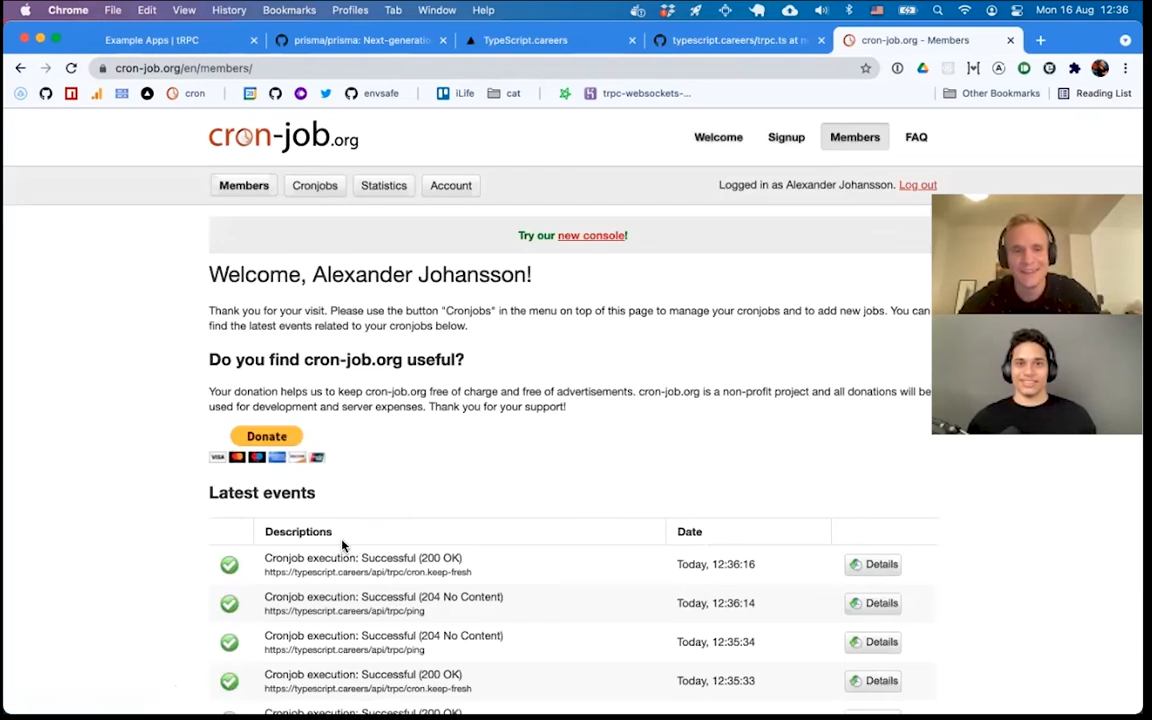 Chrome File Edit View History Bookmarks Profiles Tab Window Help Mon 16 Aug 12:36
Example Apps | tRPC
prisma/prisma: Next-generatio
TypeScript.careers
typescript.careers/trpc.ts at m
cron-job.org - Members
cron-job.org/en/members/
cron
envsafe
iLife
cat
trpc-websockets-...
Other Bookmarks
Reading List
cron-job.org
Welcome Signup Members FAQ
Members Cronjobs Statistics Account
Logged in as Alexander Johansson. Log out
Try our new console!
Welcome, Alexander Johansson!
Thank you for your visit. Please use the button "Cronjobs" in the menu on top of this page to manage your cronjobs and to add new jobs. You can
find the latest events related to your cronjobs below.
Do you find cron-job.org useful?
Your donation helps us to keep cron-job.org free of charge and free of advertisements. cron-job.org is a non-profit project and all donations will be
used for development and server expenses. Thank you for your support!
Donate
VISA
Latest events
Descriptions Date
Cronjob execution: Successful (200 OK)
https://typescript.careers/api/trpc/cron.keep-fresh
Today, 12:36:16
Details
Cronjob execution: Successful (204 No Content)
https://typescript.careers/api/trpc/ping
Today, 12:36:14
Details
Cronjob execution: Successful (204 No Content)
https://typescript.careers/api/trpc/ping
Today, 12:35:34
Details
Cronjob execution: Successful (200 OK)
https://typescript.careers/api/trpc/cron.keep-fresh
Today, 12:35:33
Details
Cronjob execution: Successful (200 OK)